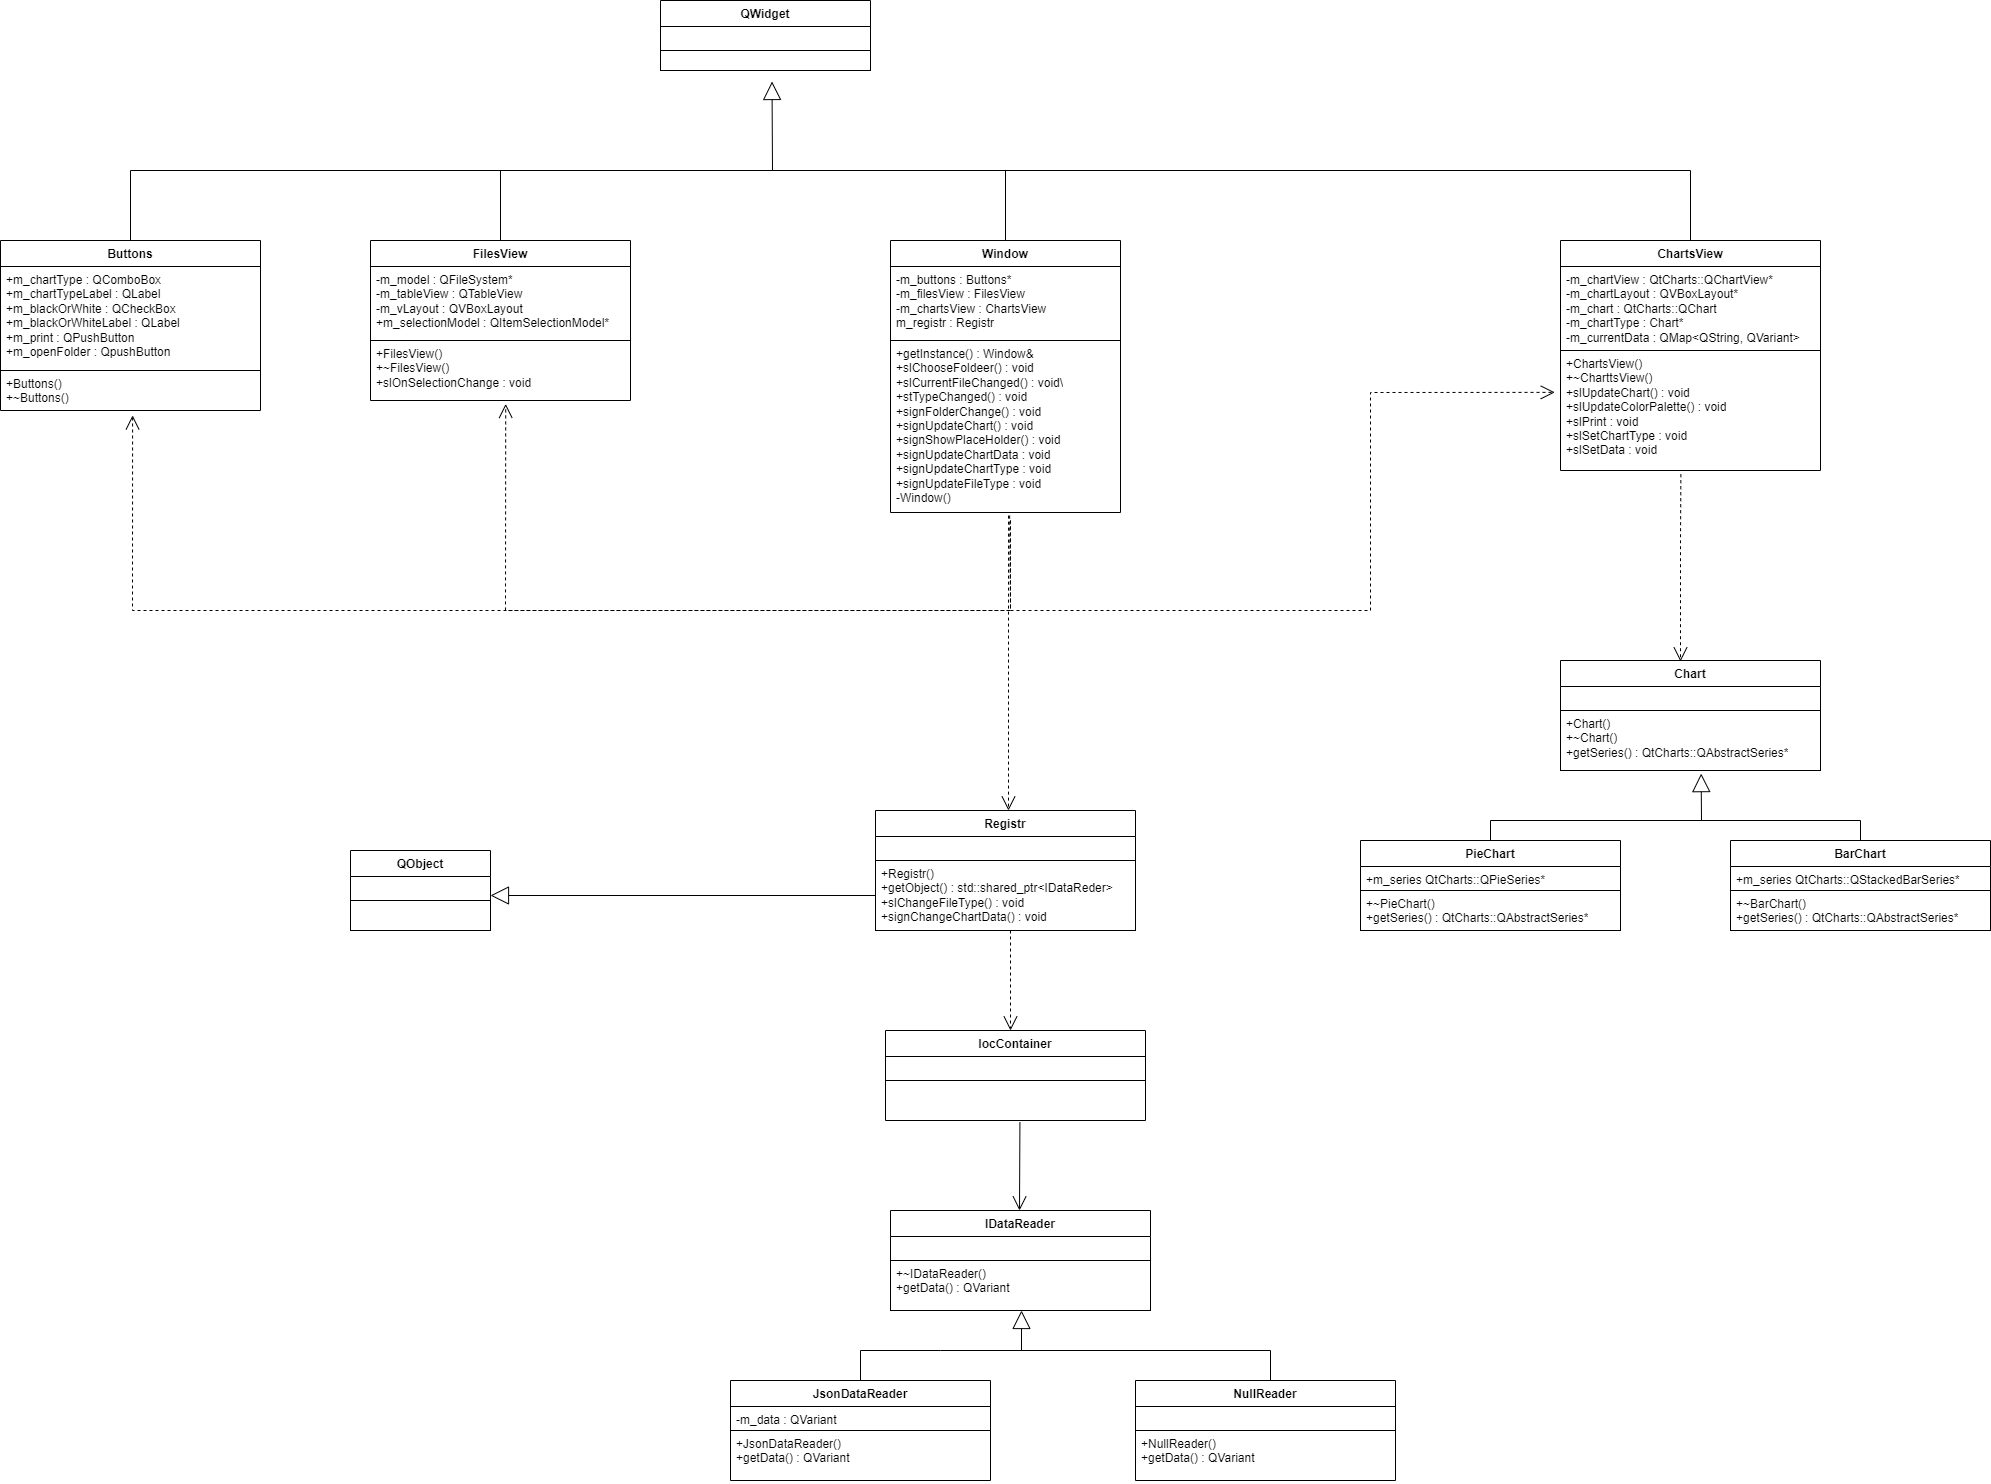 QWidget
Buttons
+m_chartType : QComboBox
+m_chartTypeLabel : QLabel
+m_blackOrWhite : QCheckBox
+m_blackOrWhiteLabel : QLabel
+m_print : QPushButton
+m_openFolder : QpushButton
+Buttons()
+~Buttons()
FilesView
-m_model : QFileSystem*
-m_tableView : QTableView
-m_vLayout : QVBoxLayout
+m_selectionModel : QItemSelectionModel*
+FilesView()
+~FilesView()
+slOnSelectionChange : void
Window
-m_buttons : Buttons*
-m_filesView : FilesView
-m_chartsView : ChartsView
m_registr : Registr
+getInstance() : Window&
+slChooseFoldeer() : void
+slCurrentFileChanged() : void\
+stTypeChanged() : void
+signFolderChange() : void
+signUpdateChart() : void
+signShowPlaceHolder() : void
+signUpdateChartData : void
+signUpdateChartType : void
+signUpdateFileType : void
-Window()
ChartsView
-m_chartView : QtCharts::QChartView*
-m_chartLayout : QVBoxLayout*
-m_chart : QtCharts::QChart
-m_chartType : Chart*
-m_currentData : QMap<QString, QVariant>
+ChartsView()
+~CharttsView()
+slUpdateChart() : void
+slUpdateColorPalette() : void
+slPrint : void
+slSetChartType : void
+slSetData : void
Chart
+Chart()
+~Chart()
+getSeries() : QtCharts::QAbstractSeries*
Registr
+Registr()
+getObject() : std::shared_ptr<IDataReder>
+slChangeFileType() : void
+signChangeChartData() : void
QObject
PieChart
+m_series QtCharts::QPieSeries*
+~PieChart()
+getSeries() : QtCharts::QAbstractSeries*
BarChart
+m_series QtCharts::QStackedBarSeries*
+~BarChart()
+getSeries() : QtCharts::QAbstractSeries*
IocContainer
IDataReader
+~IDataReader()
+getData() : QVariant
JsonDataReader
-m_data : QVariant
+JsonDataReader()
+getData() : QVariant
NullReader
+NullReader()
+getData() : QVariant